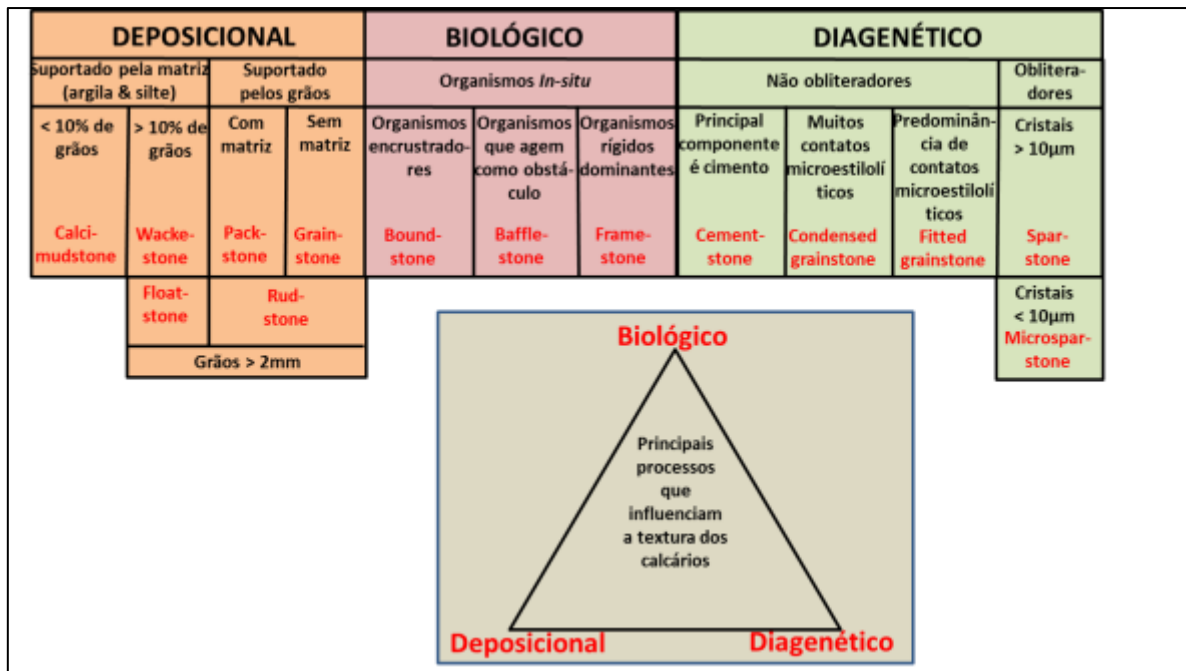 DEPOSICIONAL
BIOLÓGICO
DIAGENÉTICO
Suportado pela matriz
(argila & silte)
Suportado
pelos grãos
Organismos In-situ
Não obliteradores
Oblitera-
dores
< 10% de
grãos
Calci-
mudstone
> 10% de
grãos
Wacke-
stone
Com
matriz
Pack-
stone
Sem
matriz
Grain-
stone
Organismos
encrustrado-
res
Bound-
stone
Organismos
que agem
como obstá-
culo
Baffle-
stone
Organismos
rígidos
dominantes
Frame-
stone
Principal
componente
é cimento
Cement-
stone
Muitos
contatos
microestilolí
ticos
Condensed
grainstone
Predominân-
cia de
contatos
microestilolí
ticos
Fitted
grainstone
Cristais
> 10µm
Spar-
stone
Float-
stone
Rud-
stone
Cristais
< 10µm
Microspar-
stone
Grãos > 2mm
Biológico
Principais
processos
que
influenciam
a textura dos
calcários
Deposicional
Diagenético